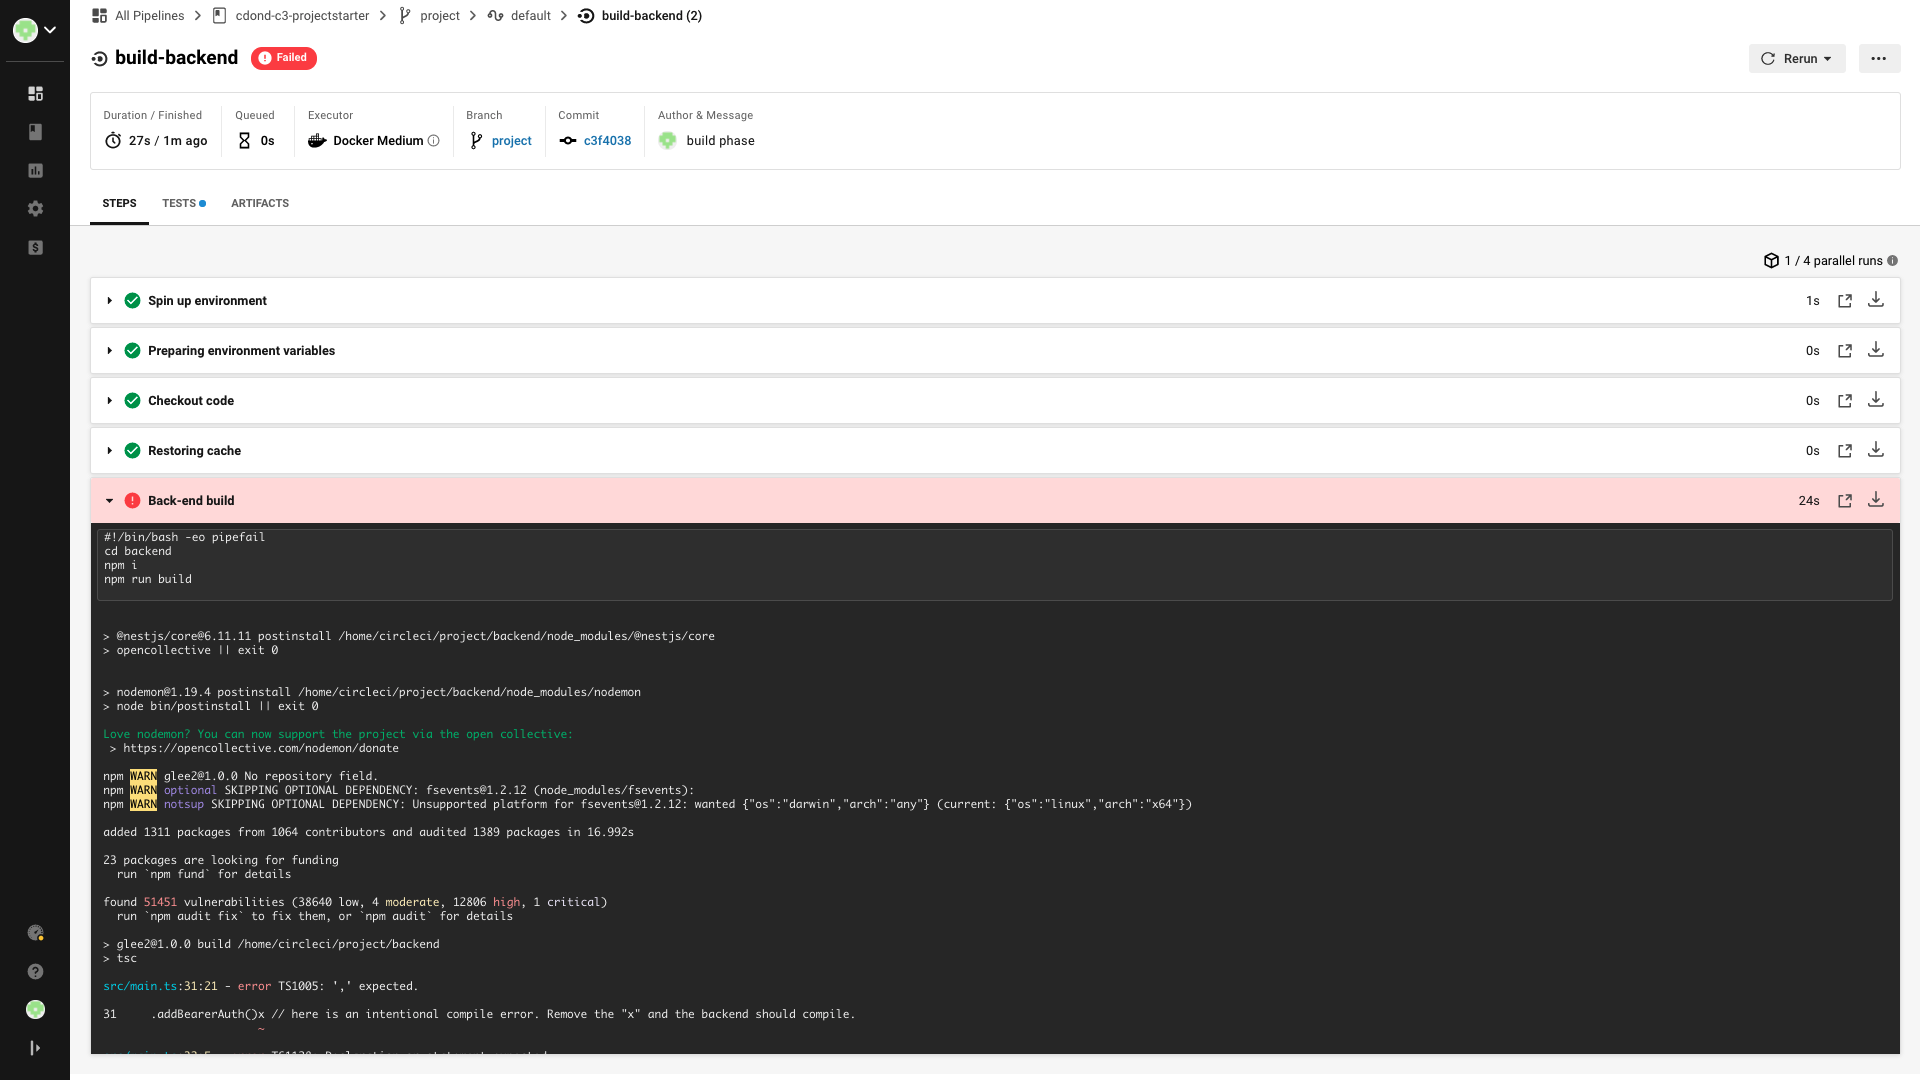 All Pipelines
cdond-c3-projectstarter
project
default
build-backend (2)
build-backend
Failed
Rerun
Duration / Finished
27s / 1m ago
Queued
0s
Executor
Docker Medium
Branch
project
Commit
c3f4038
Author & Message
build phase
STEPS
TESTS
ARTIFACTS
1 / 4 parallel runs
Spin up environment
1s
Preparing environment variables
0s
Checkout code
0s
Restoring cache
0s
Back-end build
24s
#!/bin/bash -eo pipefail
cd backend
npm i
npm run build
> @nestjs/core@6.11.11 postinstall /home/circleci/project/backend/node_modules/@nestjs/core
> opencollective || exit 0
> nodemon@1.19.4 postinstall /home/circleci/project/backend/node_modules/nodemon
> node bin/postinstall || exit 0
Love nodemon? You can now support the project via the open collective:
> https://opencollective.com/nodemon/donate
npm WARN glee2@1.0.0 No repository field.
npm WARN optional SKIPPING OPTIONAL DEPENDENCY: fsevents@1.2.12 (node_modules/fsevents):
npm WARN notsup SKIPPING OPTIONAL DEPENDENCY: Unsupported platform for fsevents@1.2.12: wanted {"os":"darwin","arch":"any"} (current: {"os":"linux","arch":"x64"})
added 1311 packages from 1064 contributors and audited 1389 packages in 16.992s
23 packages are looking for funding
run `npm fund` for details
found 51451 vulnerabilities (38640 low, 4 moderate, 12806 high, 1 critical)
run `npm audit fix` to fix them, or `npm audit` for details
> glee2@1.0.0 build /home/circleci/project/backend
> tsc
src/main.ts:31:21 - error TS1005: ',' expected.
31 .addBearerAuth()x // here is an intentional compile error. Remove the "x" and the backend should compile.
~